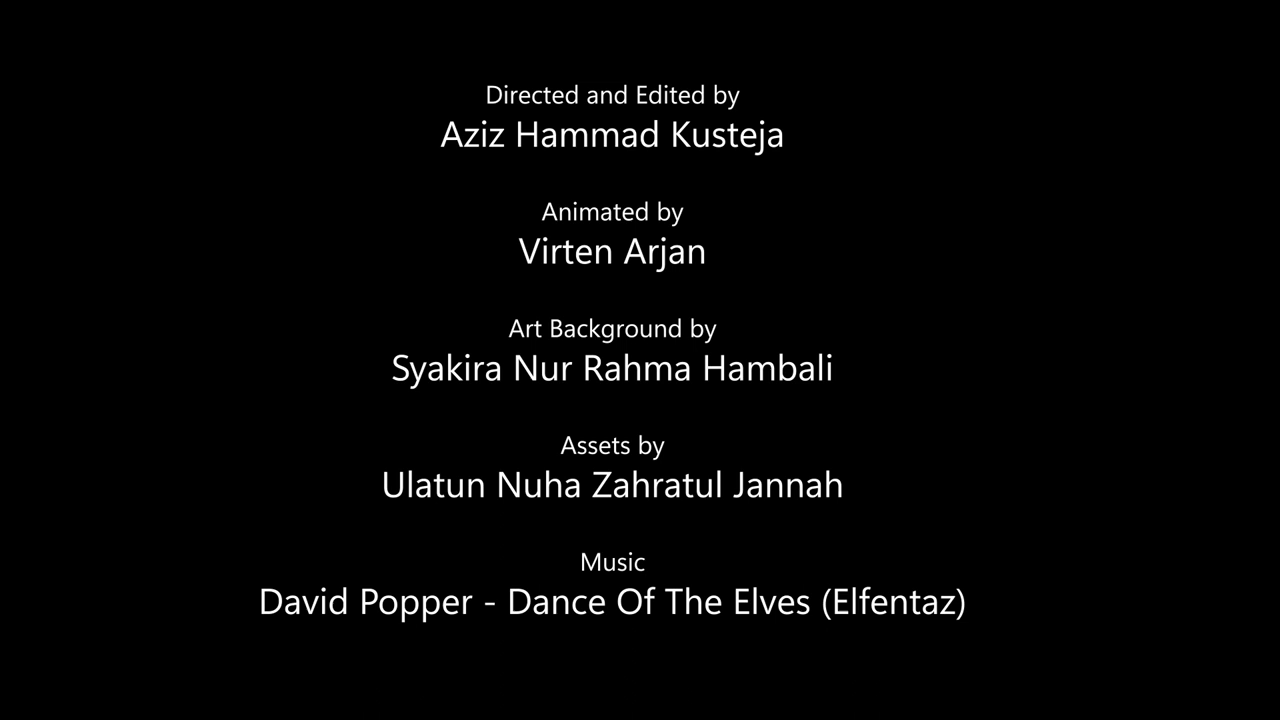 Directed and Edited by
Aziz Hammad Kusteja
Animated by
Virten Arjan
Art Background by
Syakira Nur Rahma Hambali
Assets by
Ulatun Nuha Zahratul Jannah
Music
David Popper - Dance Of The Elves (Elfentaz)